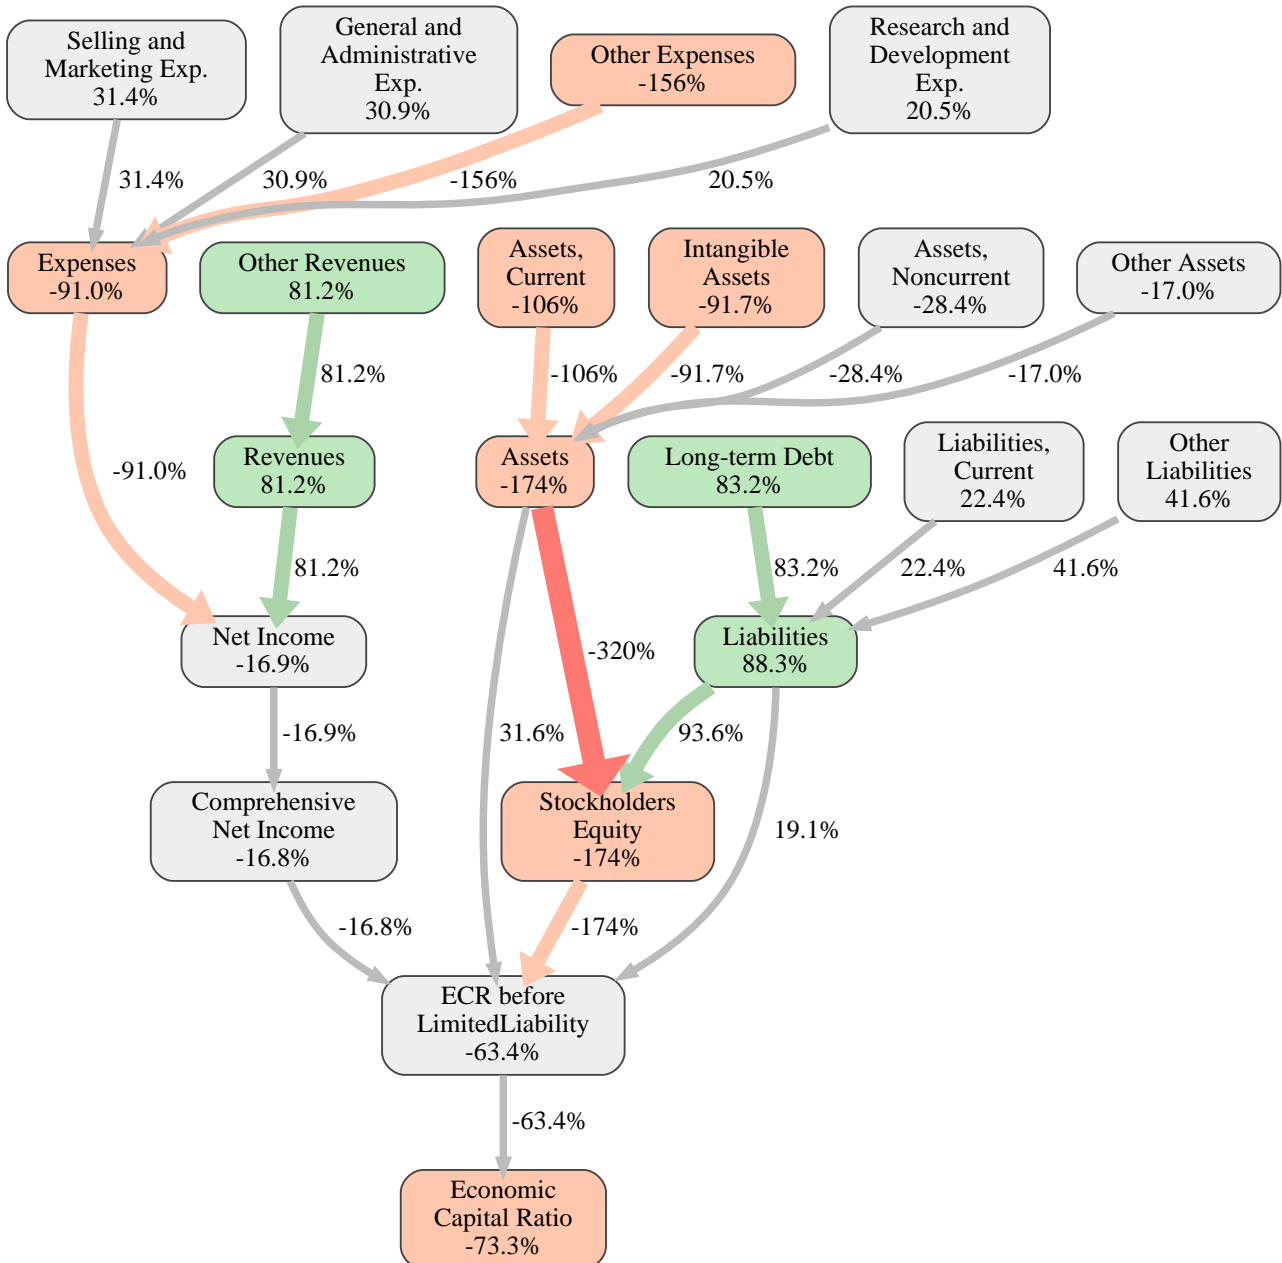 Selling and
Marketing Exp.
31.4%
General and
Administrative
Exp.
30.9%
Other Expenses
-156%
Research and
Development
Exp.
20.5%
31.4%
30.9%
-156%
20.5%
Expenses
-91.0%
Other Revenues
81.2%
Assets,
Current
-106%
Intangible
Assets
-91.7%
Assets,
Noncurrent
-28.4%
Other Assets
-17.0%
81.2%
-106%
-91.7%
-28.4%
-17.0%
-91.0%
Revenues
81.2%
Assets
-174%
Long-term Debt
83.2%
Liabilities,
Current
22.4%
Other
Liabilities
41.6%
81.2%
83.2%
22.4%
41.6%
Net Income
-16.9%
-320%
Liabilities
88.3%
-16.9%
31.6%
93.6%
Comprehensive
Net Income
-16.8%
Stockholders
Equity
-174%
19.1%
-16.8%
-174%
ECR before
LimitedLiability
-63.4%
-63.4%
Economic
Capital Ratio
-73.3%